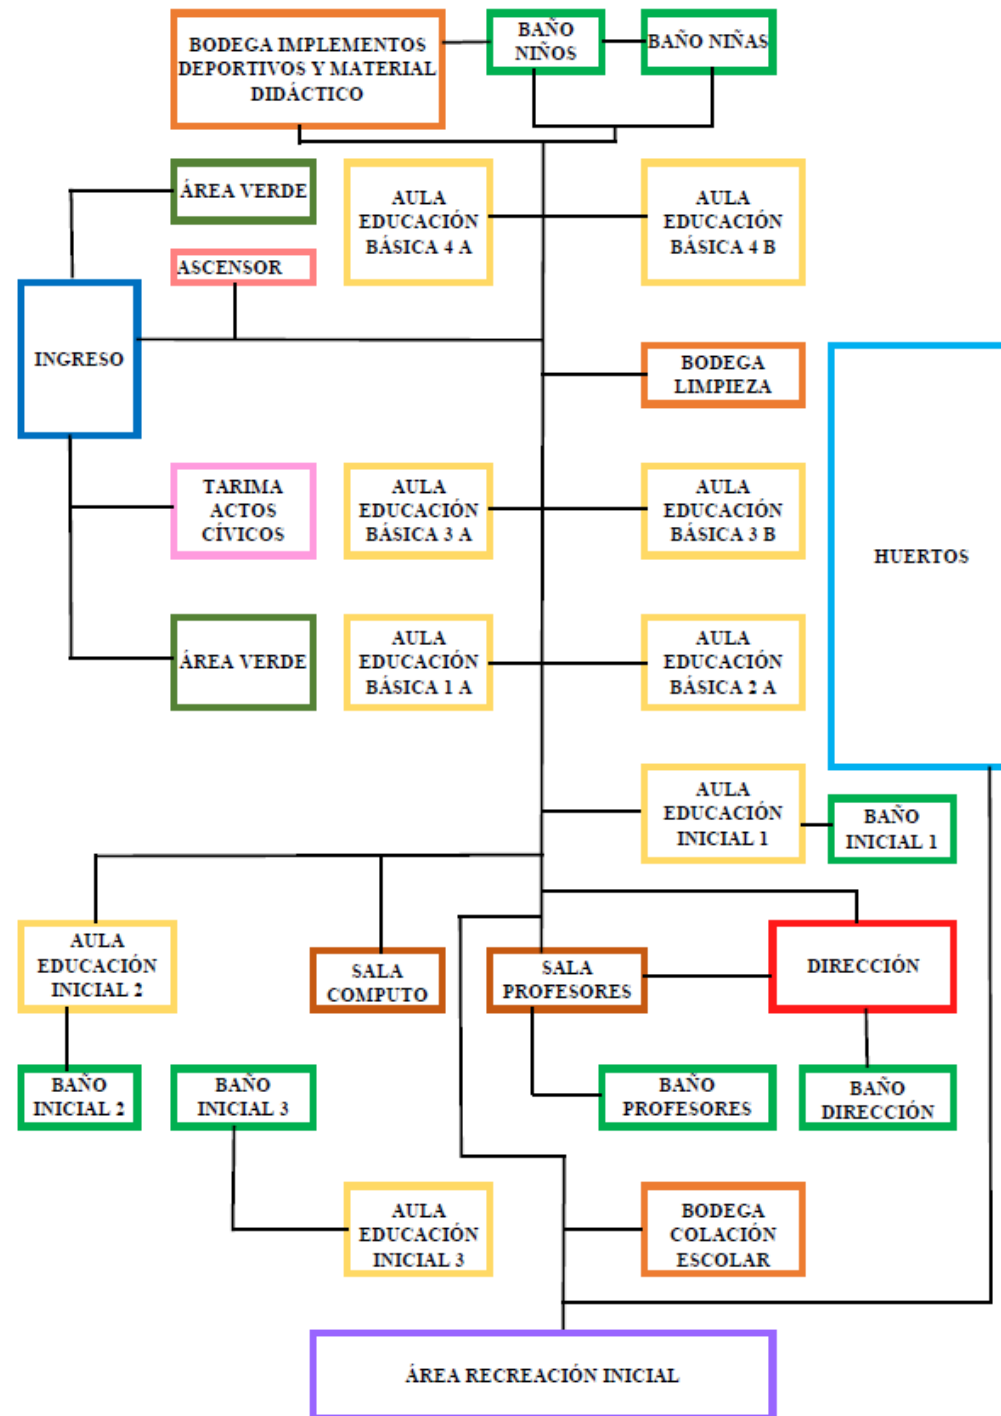 BODEGA IMPLEMENTOS
DEPORTIVOS Y MATERIAL
DIDÁCTICO
BAÑO
NIÑOS
BAÑO NIÑAS
ÁREA VERDE
AULA
EDUCACIÓN
BÁSICA 4 A
AULA
EDUCACIÓN
BÁSICA 4 B
ASCENSOR
INGRESO
BODEGA
LIMPIEZA
TARIMA
ACTOS
CÍVICOS
AULA
EDUCACIÓN
BÁSICA 3 A
AULA
EDUCACIÓN
BÁSICA 3 B
HUERTOS
ÁREA VERDE
AULA
EDUCACIÓN
BÁSICA 1 A
AULA
EDUCACIÓN
BÁSICA 2 A
AULA
EDUCACIÓN
INICIAL 1
BAÑO
INICIAL 1
AULA
EDUCACIÓN
INICIAL 2
SALA
COMPUTO
SALA
PROFESORES
DIRECCIÓN
BAÑO
INICIAL 2
BAÑO
INICIAL 3
BAÑO
PROFESORES
BAÑO
DIRECCIÓN
AULA
EDUCACIÓN
INICIAL 3
BODEGA
COLACIÓN
ESCOLAR
ÁREA RECREACIÓN INICIAL